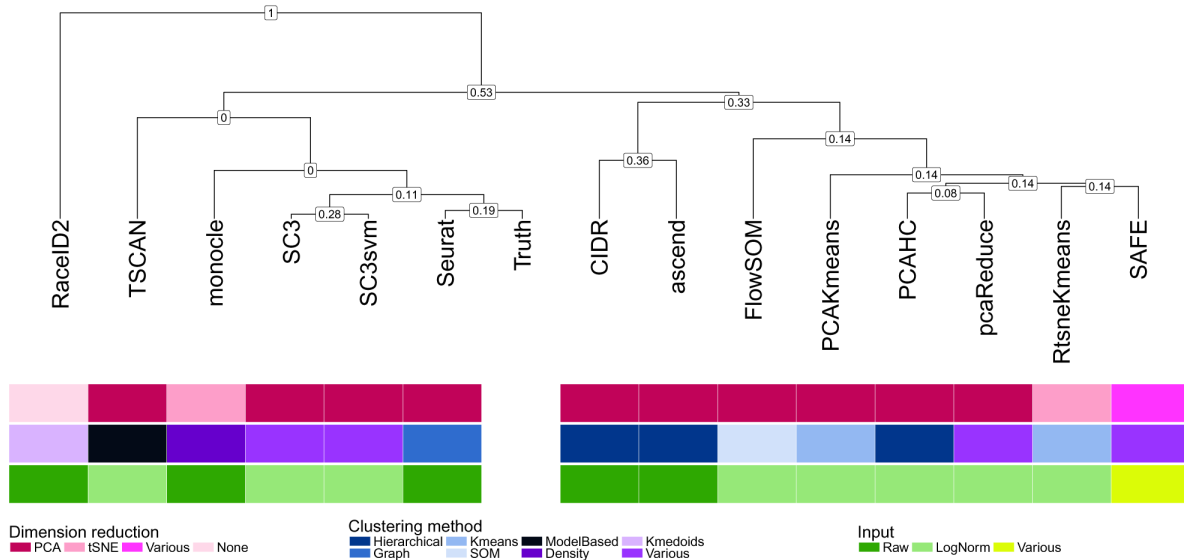 1
0.53
0.33
0
0.14
0.36
0
0.14
0.14
0.14
0.11
0.08
0.28
0.19
RaceID2
TSCAN
monocle
SC3
SC3svm
Seurat
Truth
CIDR
ascend
FlowSOM
PCAKmeans
PCAHC
pcaReduce
RtsneKmeans
SAFE
Dimension reduction
PCA tSNE Various None
Clustering method
Hierarchical Kmeans ModelBased Kmedoids
Graph SOM Density Various
Input
Raw LogNorm Various